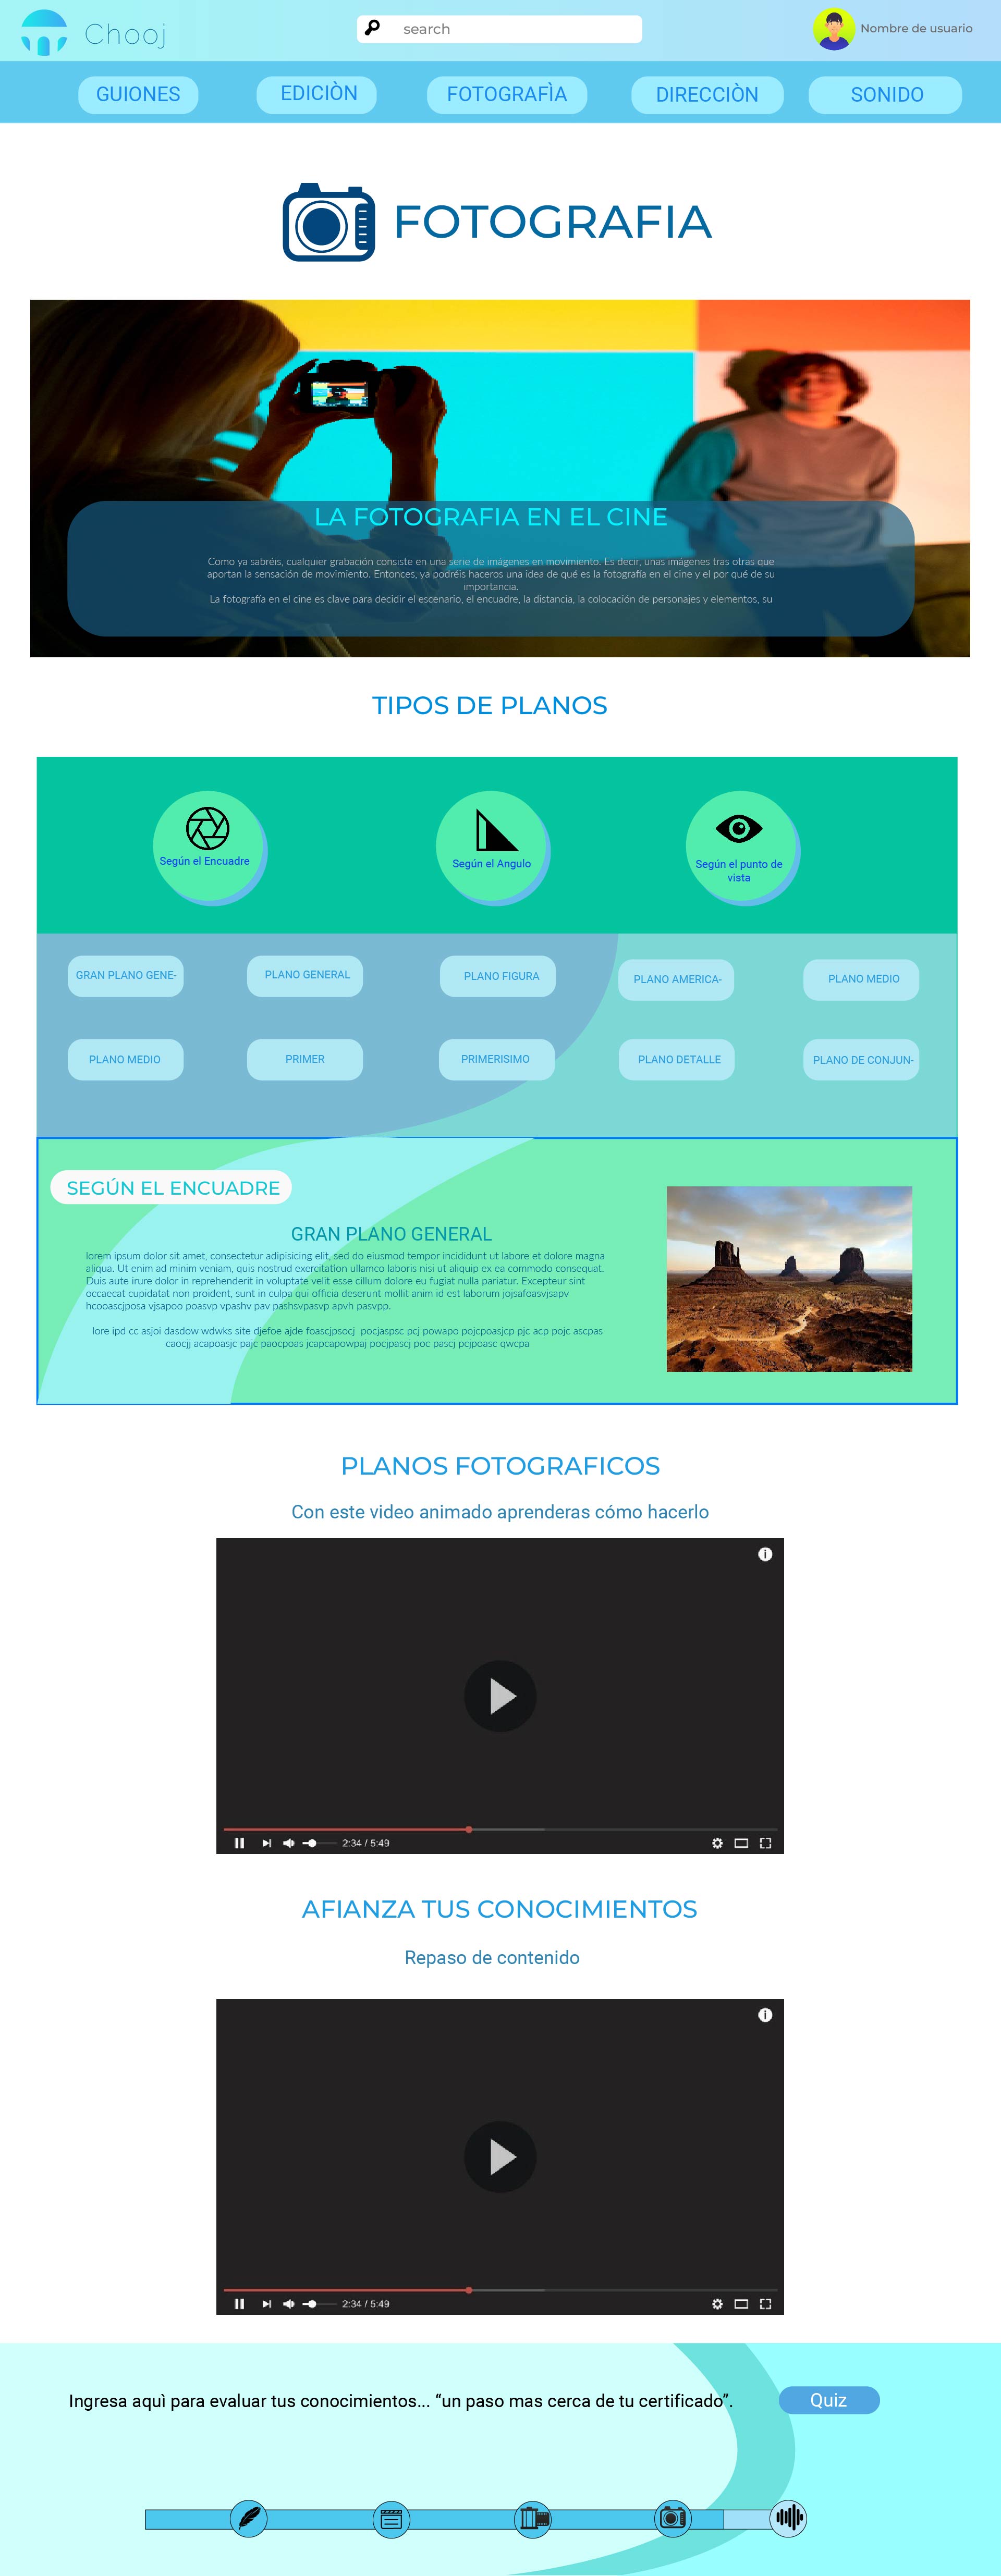 Chooj
search
Nombre de usuario
GUIONES
EDICIÒN
FOTOGRAFÌA
DIRECCIÒN
SONIDO
FOTOGRAFIA
LA FOTOGRAFIA EN EL CINE
Como ya sabréis, cualquier grabación consiste en una serie de imágenes en movimiento. Es decir, unas imágenes tras otras que
aportan la sensación de movimiento. Entonces, ya podréis haceros una idea de qué es la fotografía en el cine y el por qué de su
importancia.
La fotografía en el cine es clave para decidir el escenario, el encuadre, la distancia, la colocación de personajes y elementos, su
TIPOS DE PLANOS
Según el Encuadre
Según el Angulo
Según el punto de
vista
GRAN PLANO GENE-
PLANO GENERAL
PLANO FIGURA
PLANO AMERICA-
PLANO MEDIO
PLANO MEDIO
PRIMER
PRIMERISIMO
PLANO DETALLE
PLANO DE CONJUN-
SEGÚN EL ENCUADRE
GRAN PLANO GENERAL
lorem ipsum dolor sit amet, consectetur adipisicing elit, sed do eiusmod tempor incididunt ut labore et dolore magna
aliqua. Ut enim ad minim veniam, quis nostrud exercitation ullamco laboris nisi ut aliquip ex ea commodo consequat.
Duis aute irure dolor in reprehenderit in voluptate velit esse cillum dolore eu fugiat nulla pariatur. Excepteur sint
occaecat cupidatat non proident, sunt in culpa qui officia deserunt mollit anim id est laborum jojsafoasvjsapv
hcooascjposa vjsapoo poasvp vpashv pav pashsvpasvp apvh pasvpp.
lore ipd cc asjoi dasdow wdwks site djefoe ajde foascjpsocj pocjaspsc pcj powapo pojcpoasjcp pjc acp pojc ascpas
caocjj acapoasjc pajc paocpoas jcapcapowpaj pocjpascj poc pascj pcjpoasc qwcpa
PLANOS FOTOGRAFICOS
Con este video animado aprenderas cómo hacerlo
2:34 / 5:49
AFIANZA TUS CONOCIMIENTOS
Repaso de contenido
2:34 / 5:49
Ingresa aquì para evaluar tus conocimientos... “un paso mas cerca de tu certificado”.
Quiz